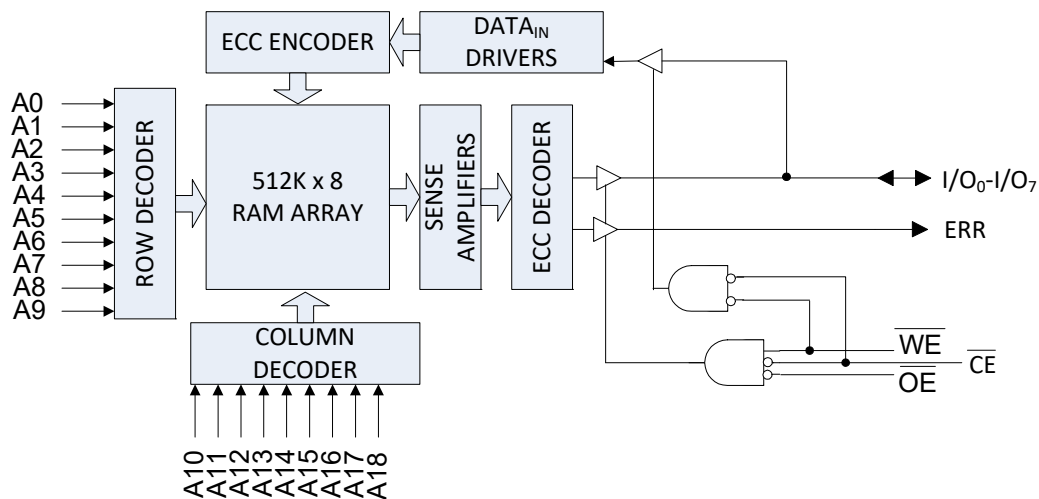 ECC ENCODER
DATAIN
DRIVERS
A0
A1
A2
A3
A4
A5
A6
A7
A8
A9
ROW DECODER
512K x 8
RAM ARRAY
SENSE
AMPLIFIERS
ECC DECODER
I/O0-I/O7
ERR
COLUMN
DECODER
WE
CE
OE
A10
A11
A12
A13
A14
A15
A16
A17
A18